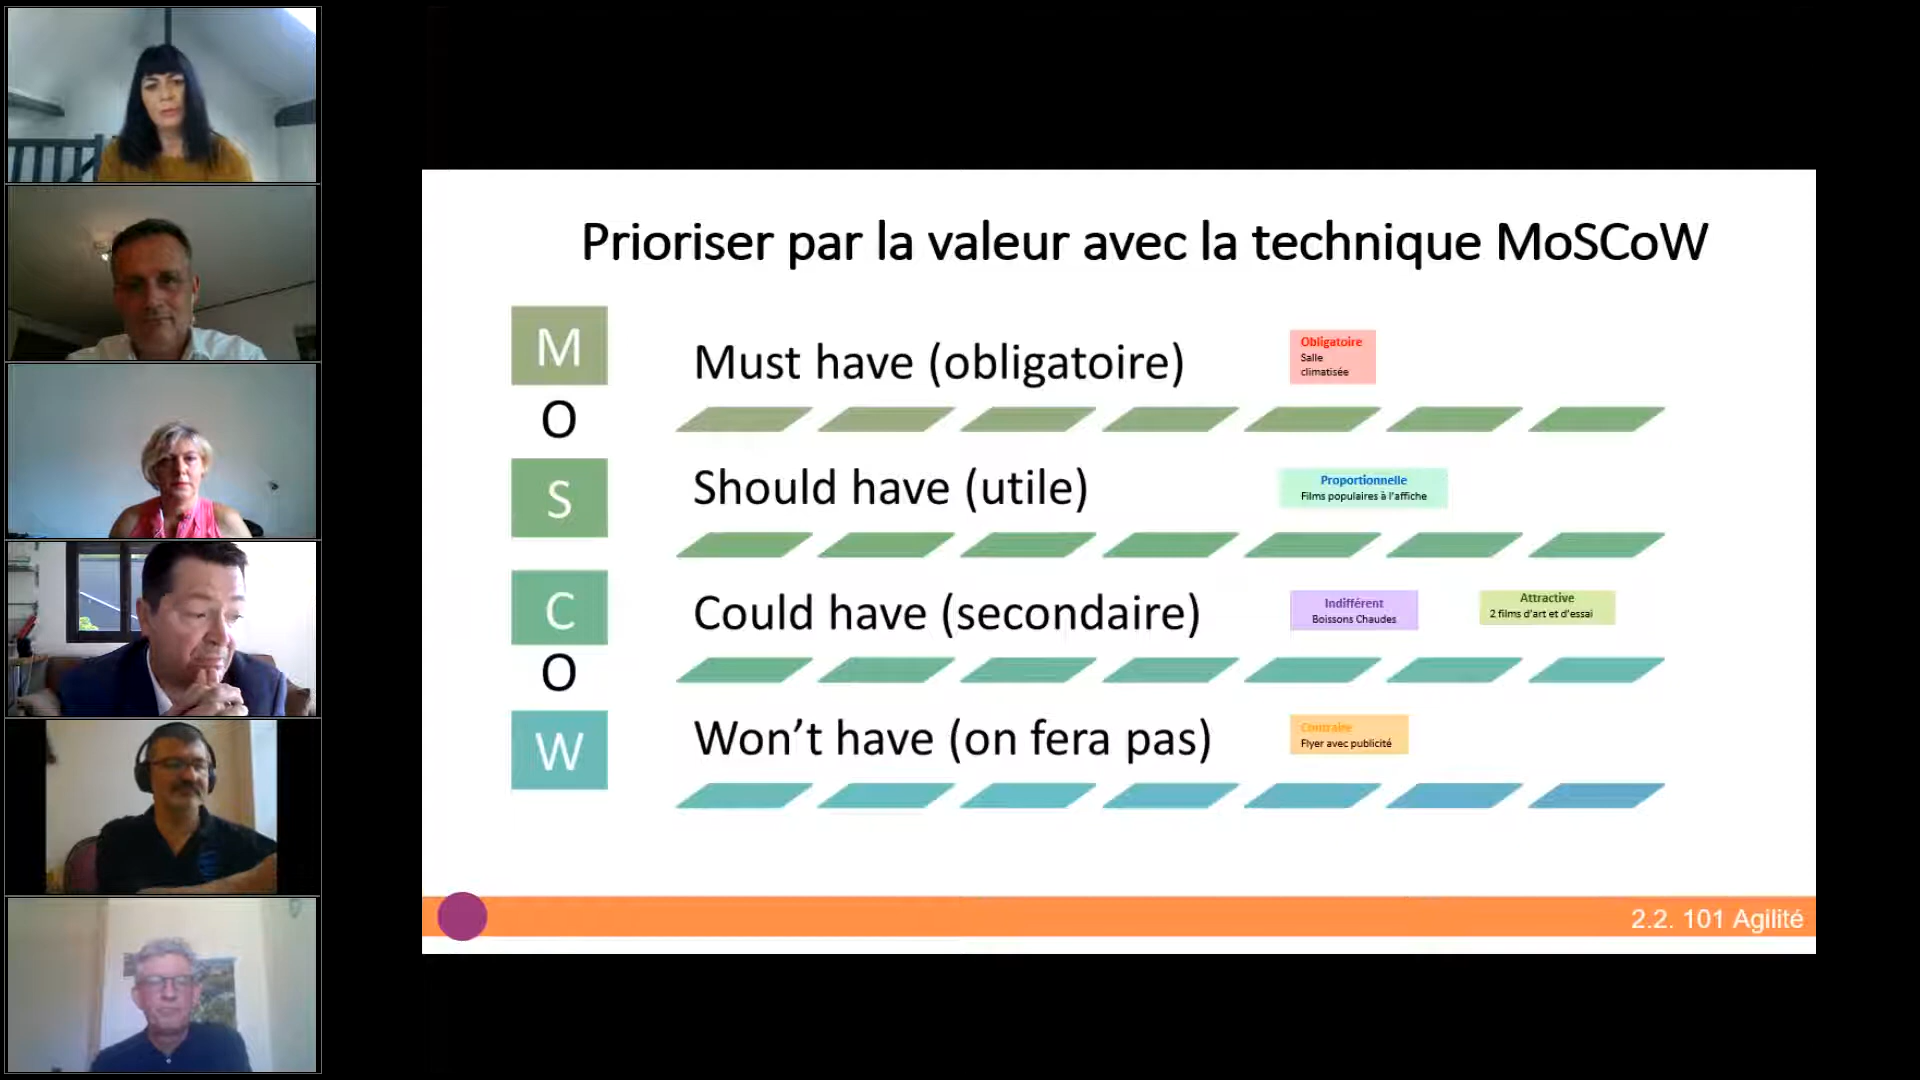 Prioriser par la valeur avec la technique MoSCoW
M
Must have (obligatoire)
Obligatoire
Salle
climatisée
O
S
Should have (utile)
Proportionnelle
Films populaires à l'affiche
C
Could have (secondaire)
Indifférent
Boissons Chaudes
Attractive
2 films d'art et d'essai
O
W
Won't have (on fera pas)
Contraire
Flyer avec publicité
2.2. 101 Agilité